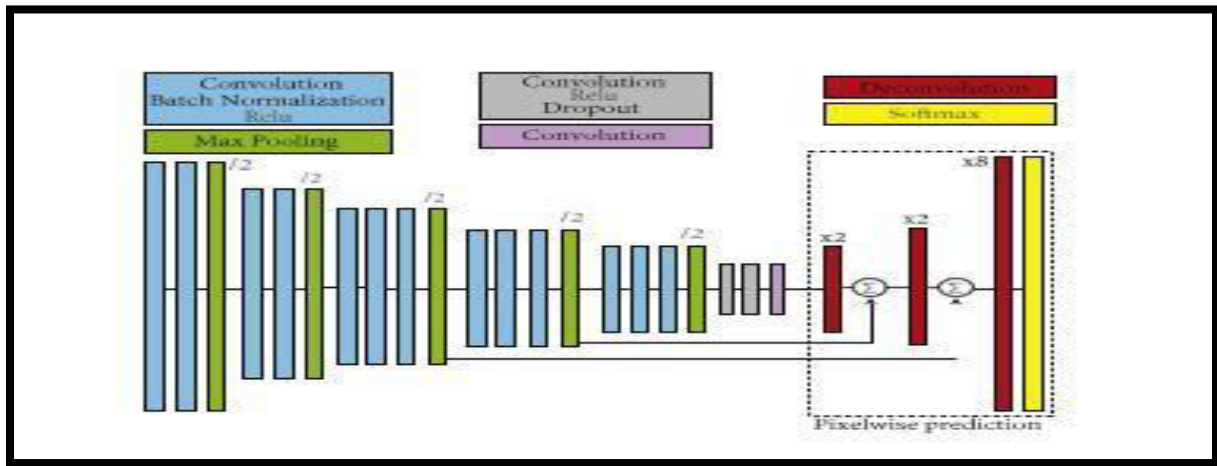 Convolution
Batch Normalization
Relu
Max Pooling
Convolution
Relu
Dropout
Convolution
Deconvolution
Softmax
/2
/2
/2
/2
/2
x2
x2
x8
Σ
Σ
Pixelwise prediction